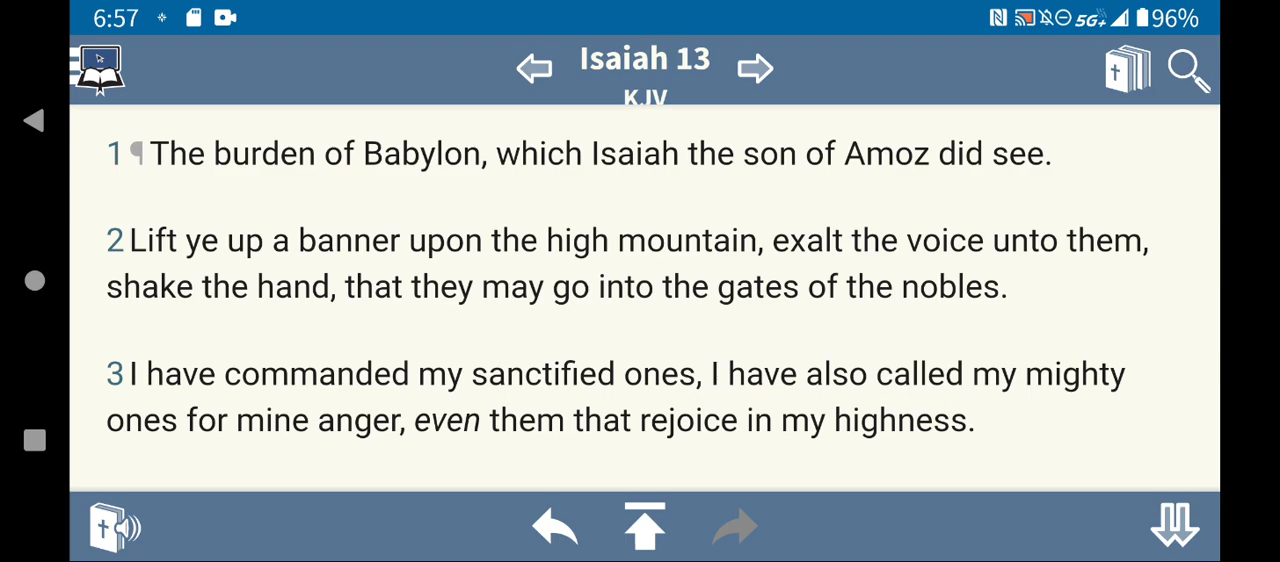 6:57 5G+ 96%
Isaiah 13
KJV
1 ¶ The burden of Babylon, which Isaiah the son of Amoz did see.
2 Lift ye up a banner upon the high mountain, exalt the voice unto them,
shake the hand, that they may go into the gates of the nobles.
3 I have commanded my sanctified ones, I have also called my mighty
ones for mine anger, even them that rejoice in my highness.